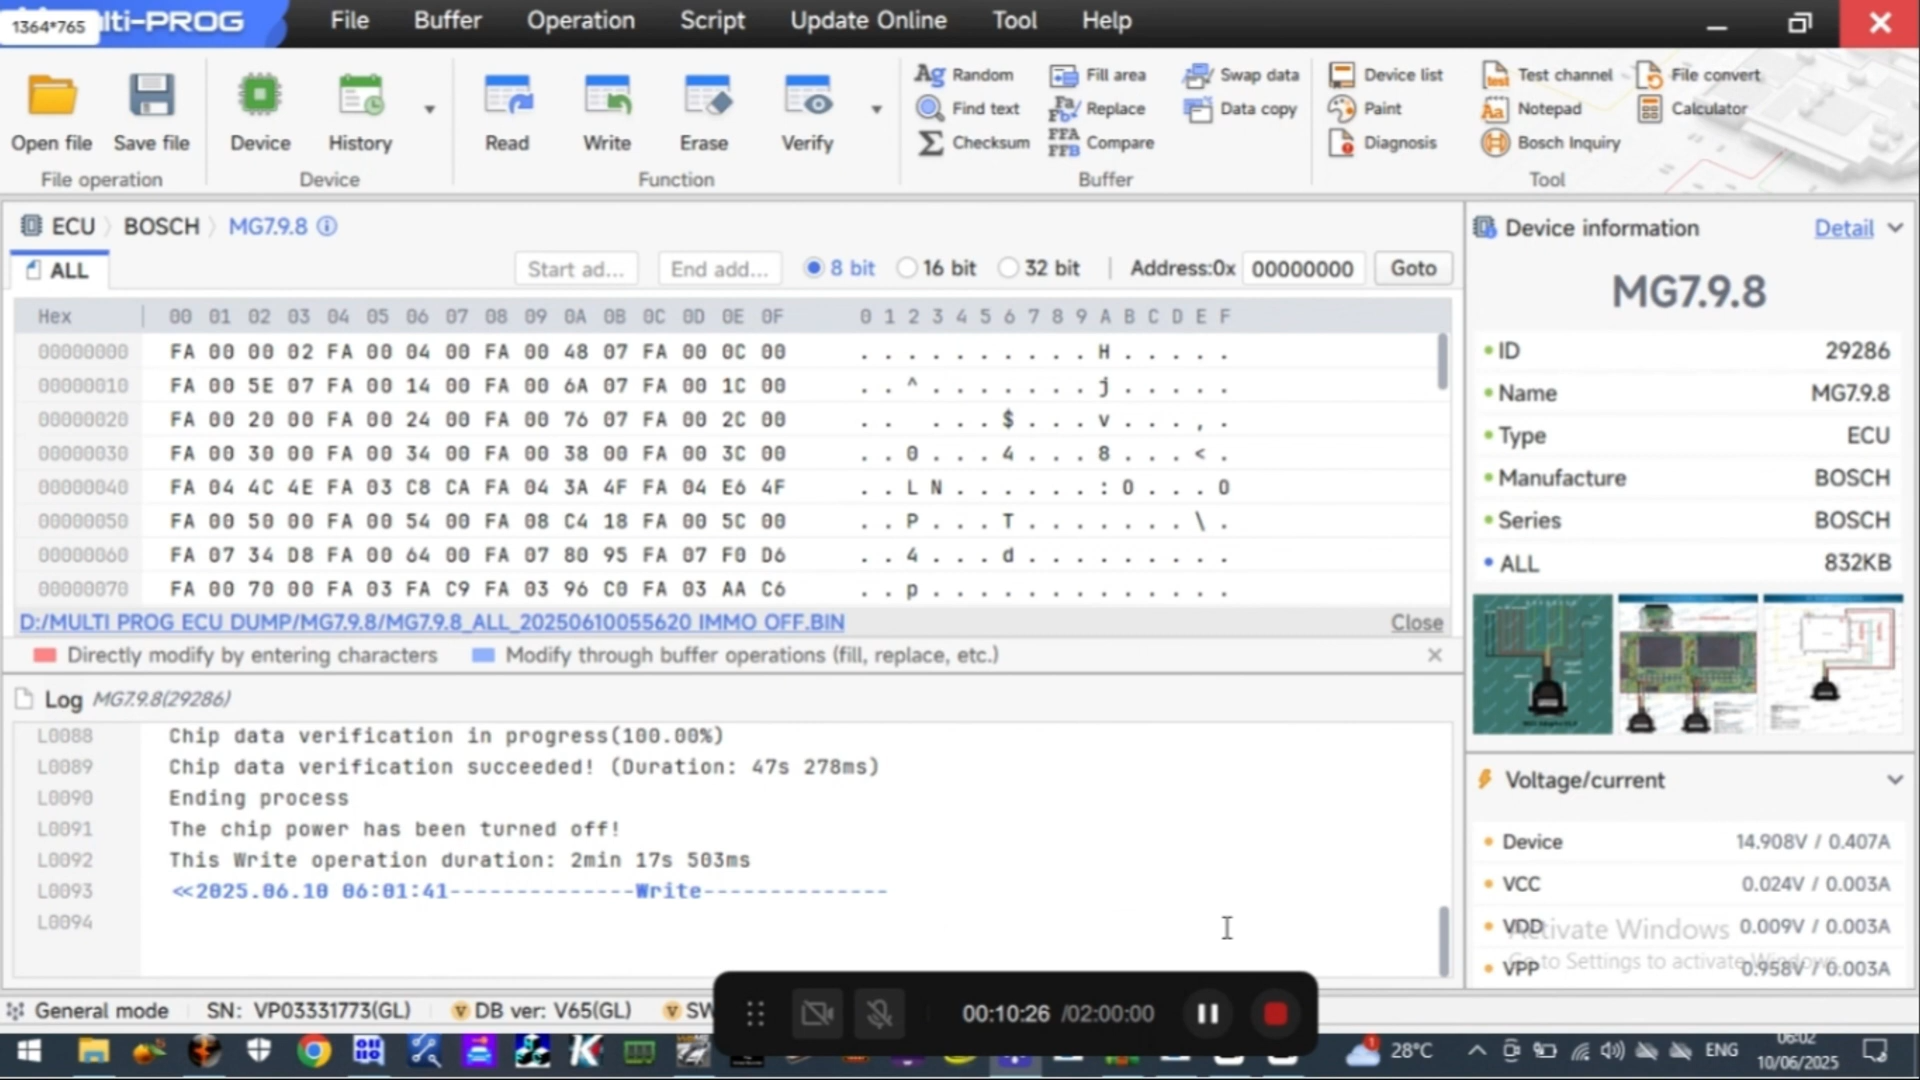 1364*765
lti-PROG
File Buffer Operation Script Update Online Tool Help
Open file Save file
File operation
Device History
Device
Read Write Erase Verify
Function
Random Fill area Swap data
Find text Replace Data copy
Checksum Compare
Buffer
Device list Test channel File convert
Paint Notepad Calculator
Diagnosis Bosch Inquiry
Tool
ECU BOSCH MG7.9.8
ALL
Start ad... End add... 8 bit 16 bit 32 bit Address:0x 00000000 Goto
Hex 00 01 02 03 04 05 06 07 08 09 0A 0B 0C 0D 0E 0F 0 1 2 3 4 5 6 7 8 9 A B C D E F
00000000 FA 00 00 02 FA 00 04 00 FA 00 48 07 FA 00 0C 00 . . . . . . . . . . H . . . . .
00000010 FA 00 5E 07 FA 00 14 00 FA 00 6A 07 FA 00 1C 00 . . ^ . . . . . . . j . . . . .
00000020 FA 00 20 00 FA 00 24 00 FA 00 76 07 FA 00 2C 00 . .   . . . $ . . . v . . . , .
00000030 FA 00 30 00 FA 00 34 00 FA 00 38 00 FA 00 3C 00 . . 0 . . . 4 . . . 8 . . . < .
00000040 FA 04 4C 4E FA 03 C8 CA FA 04 3A 4F FA 04 E6 4F . . L N . . . . . . : O . . . O
00000050 FA 00 50 00 FA 00 54 00 FA 08 C4 18 FA 00 5C 00 . . P . . . T . . . . . . . \ .
00000060 FA 07 34 D8 FA 00 64 00 FA 07 80 95 FA 07 F0 D6 . . 4 . . . d . . . . . . . . .
00000070 FA 00 70 00 FA 03 FA C9 FA 03 96 C0 FA 03 AA C6 . . p . . . . . . . . . . . . .
D:/MULTI PROG ECU DUMP/MG7.9.8/MG7.9.8_ALL_20250610055620 IMMO OFF.BIN Close
Directly modify by entering characters Modify through buffer operations (fill, replace, etc.)
Log MG7.9.8(29286)
L0088 Chip data verification in progress(100.00%)
L0089 Chip data verification succeeded! (Duration: 47s 278ms)
L0090 Ending process
L0091 The chip power has been turned off!
L0092 This Write operation duration: 2min 17s 503ms
L0093 <<2025.06.10 06:01:41--------------Write--------------
L0094
Device information Detail
MG7.9.8
ID 29286
Name MG7.9.8
Type ECU
Manufacture BOSCH
Series BOSCH
ALL 832KB
Voltage/current
Device 14.908V / 0.407A
VCC 0.024V / 0.003A
VDD 0.009V / 0.003A
VPP 0.958V / 0.003A
Activate Windows
Go to Settings to activate Windows.
General mode SN: VP03331773(GL) DB ver: V65(GL) SW
00:10:26 /02:00:00
28°C ENG
06:02
10/06/2025